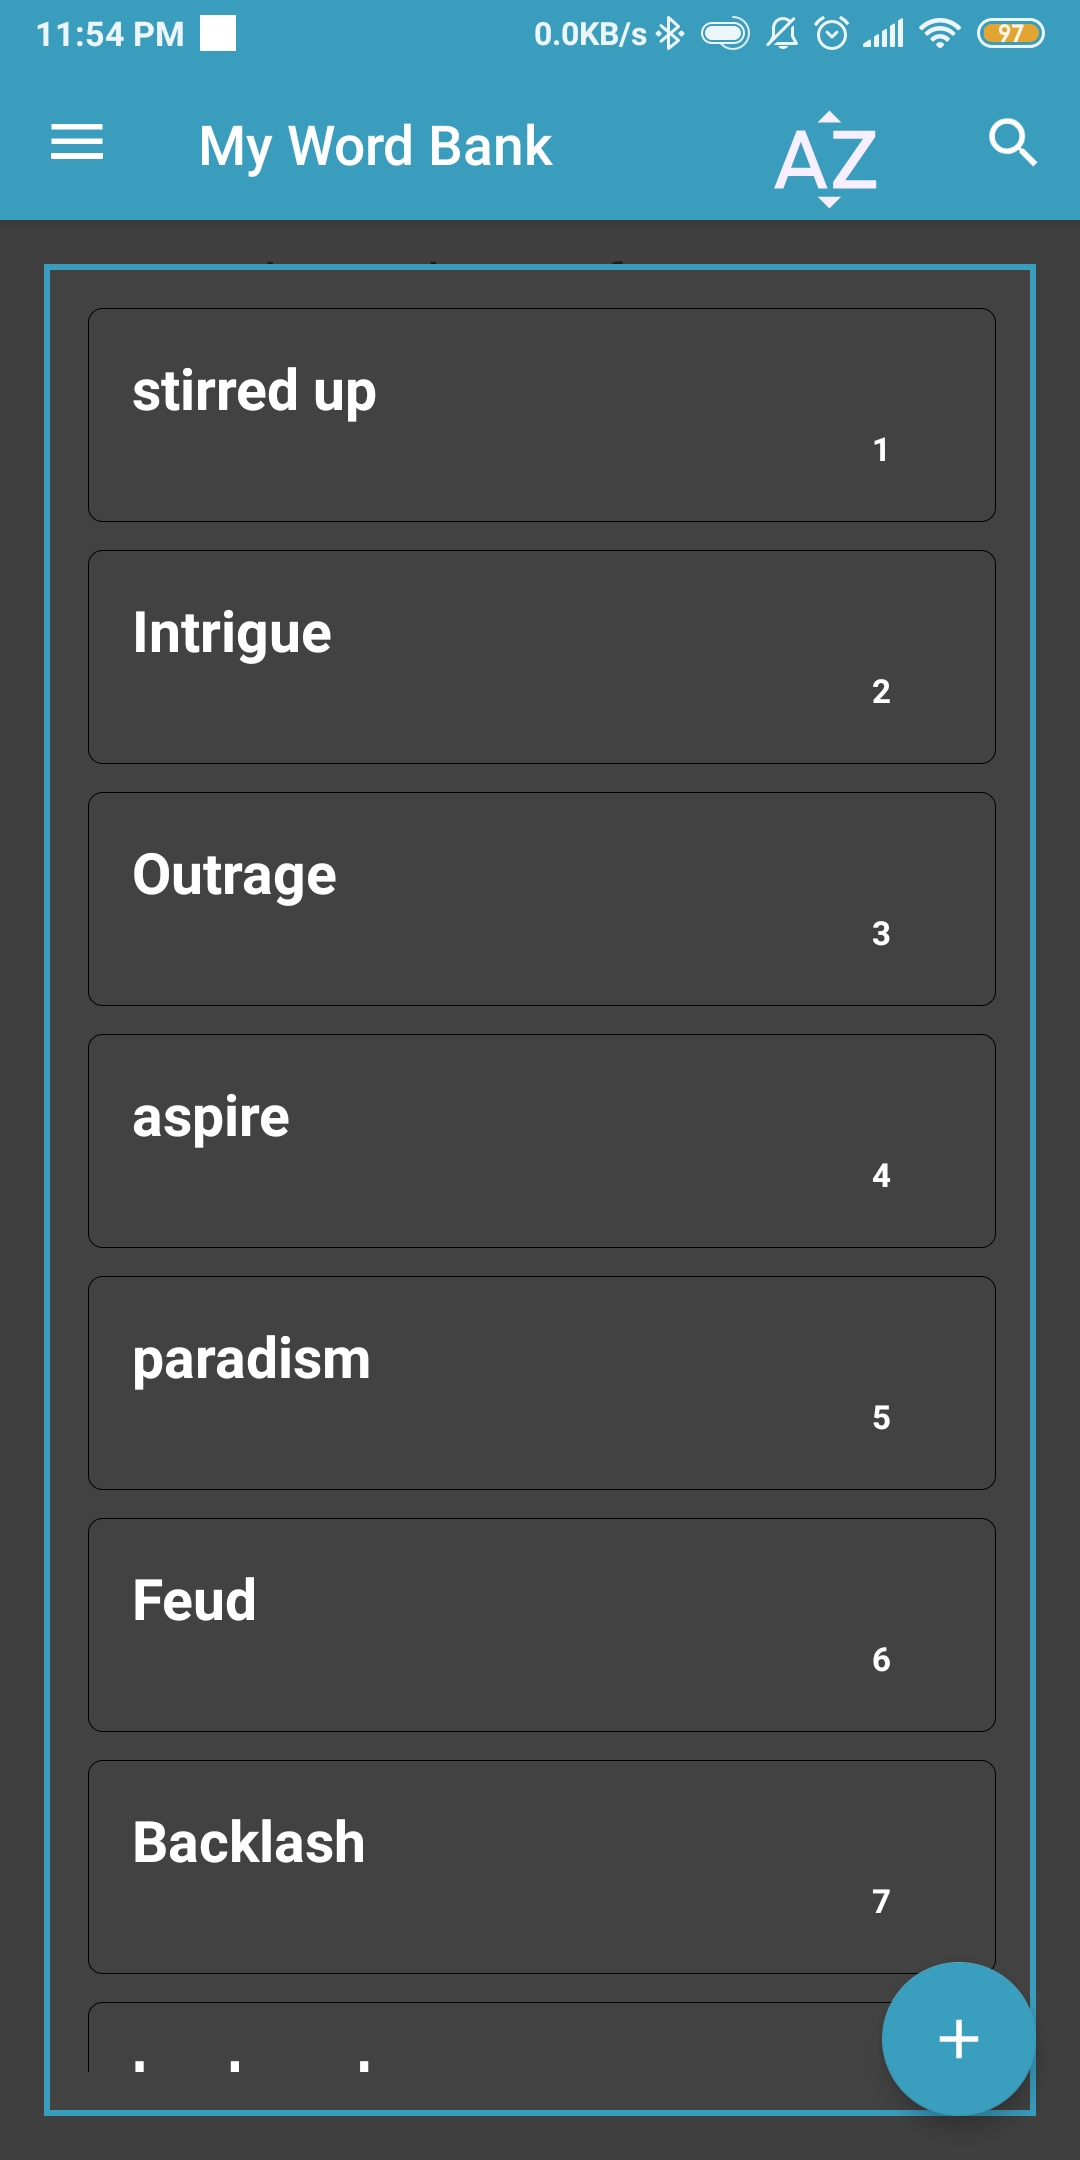 11:54 PM 0.0KB/s 97
My Word Bank AZ
stirred up
1
Intrigue
2
Outrage
3
aspire
4
paradism
5
Feud
6
Backlash
7